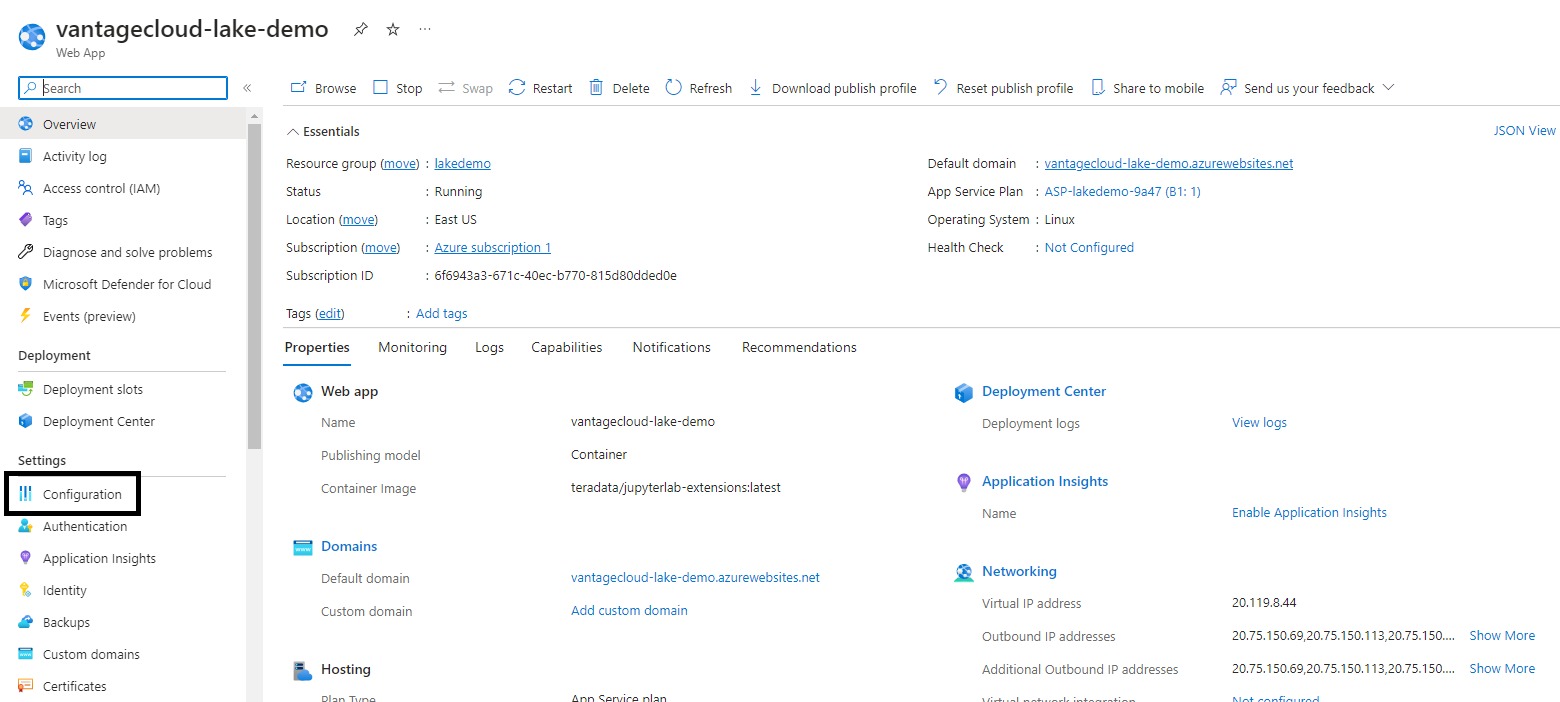 vantagecloud-lake-demo
Web App
Search
Overview
Activity log
Access control (IAM)
Tags
Diagnose and solve problems
Microsoft Defender for Cloud
Events (preview)
Deployment
Deployment slots
Deployment Center
Settings
Configuration
Authentication
Application Insights
Identity
Backups
Custom domains
Certificates
Browse Stop Swap Restart Delete Refresh Download publish profile Reset publish profile Share to mobile Send us your feedback
Essentials
JSON View
Resource group (move) : lakedemo
Status : Running
Location (move) : East US
Subscription (move) : Azure subscription 1
Subscription ID : 6f6943a3-671c-40ec-b770-815d80dded0e
Default domain : vantagecloud-lake-demo.azurewebsites.net
App Service Plan : ASP-lakedemo-9a47 (B1: 1)
Operating System : Linux
Health Check : Not Configured
Tags (edit) : Add tags
Properties Monitoring Logs Capabilities Notifications Recommendations
Web app
Name vantagecloud-lake-demo
Publishing model Container
Container Image teradata/jupyterlab-extensions:latest
Domains
Default domain vantagecloud-lake-demo.azurewebsites.net
Custom domain Add custom domain
Hosting
Plan Type App Service plan
Deployment Center
Deployment logs View logs
Application Insights
Name Enable Application Insights
Networking
Virtual IP address 20.119.8.44
Outbound IP addresses 20.75.150.69,20.75.150.113,20.75.150.... Show More
Additional Outbound IP addresses 20.75.150.69,20.75.150.113,20.75.150.... Show More
Virtual network integration Not configured